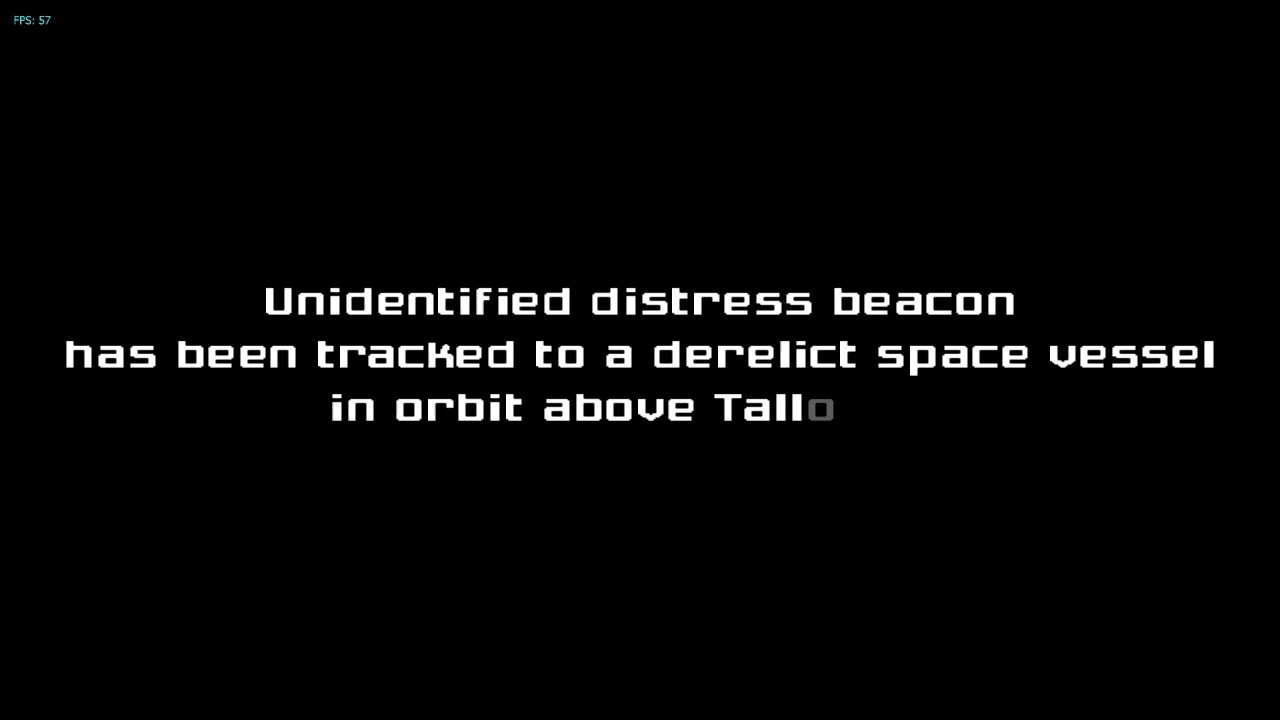 FPS: 57
Unidentified distress beacon
has been tracked to a derelict space vessel
in orbit above Tallo